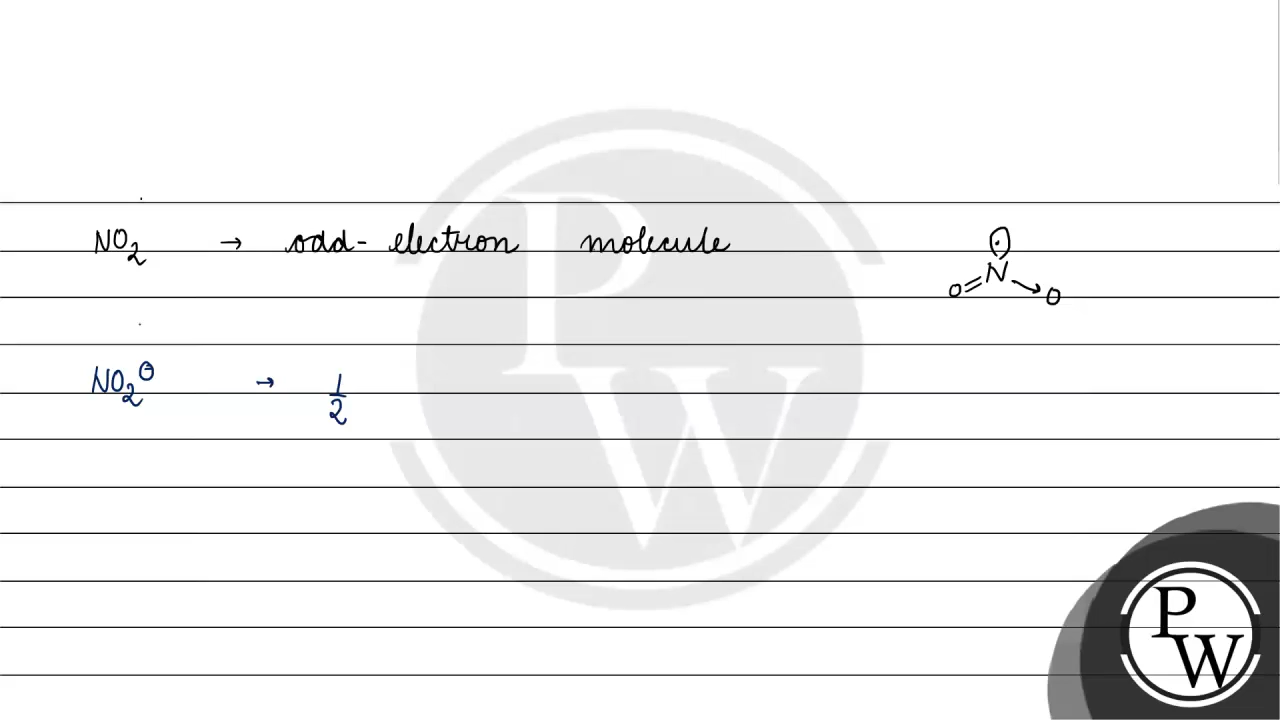 NO₂ → odd-electron molecule
N
O=N→O
NO₂⊖ → 1/2
P
W
PW